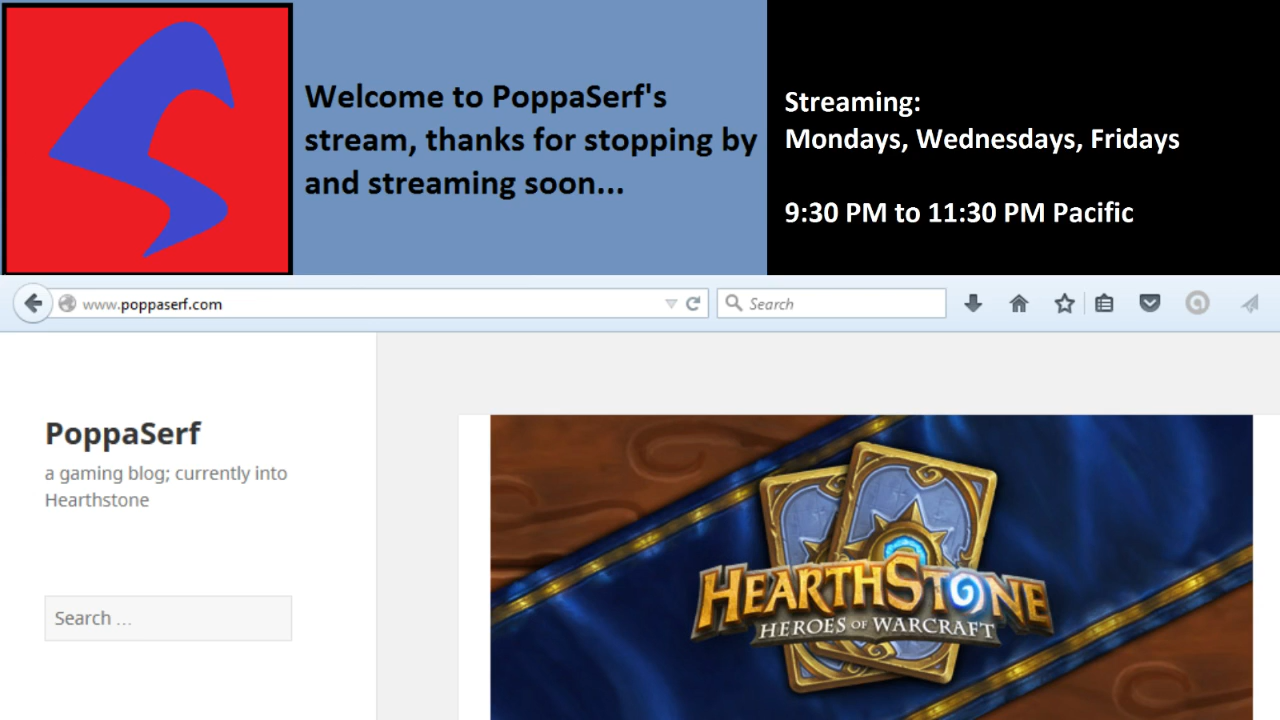 Welcome to PoppaSerf's
stream, thanks for stopping by
and streaming soon...
Streaming:
Mondays, Wednesdays, Fridays
9:30 PM to 11:30 PM Pacific
www.poppaserf.com
Search
PoppaSerf
a gaming blog; currently into
Hearthstone
Search ...
HEARTHSTONE
HEROES OF WARCRAFT